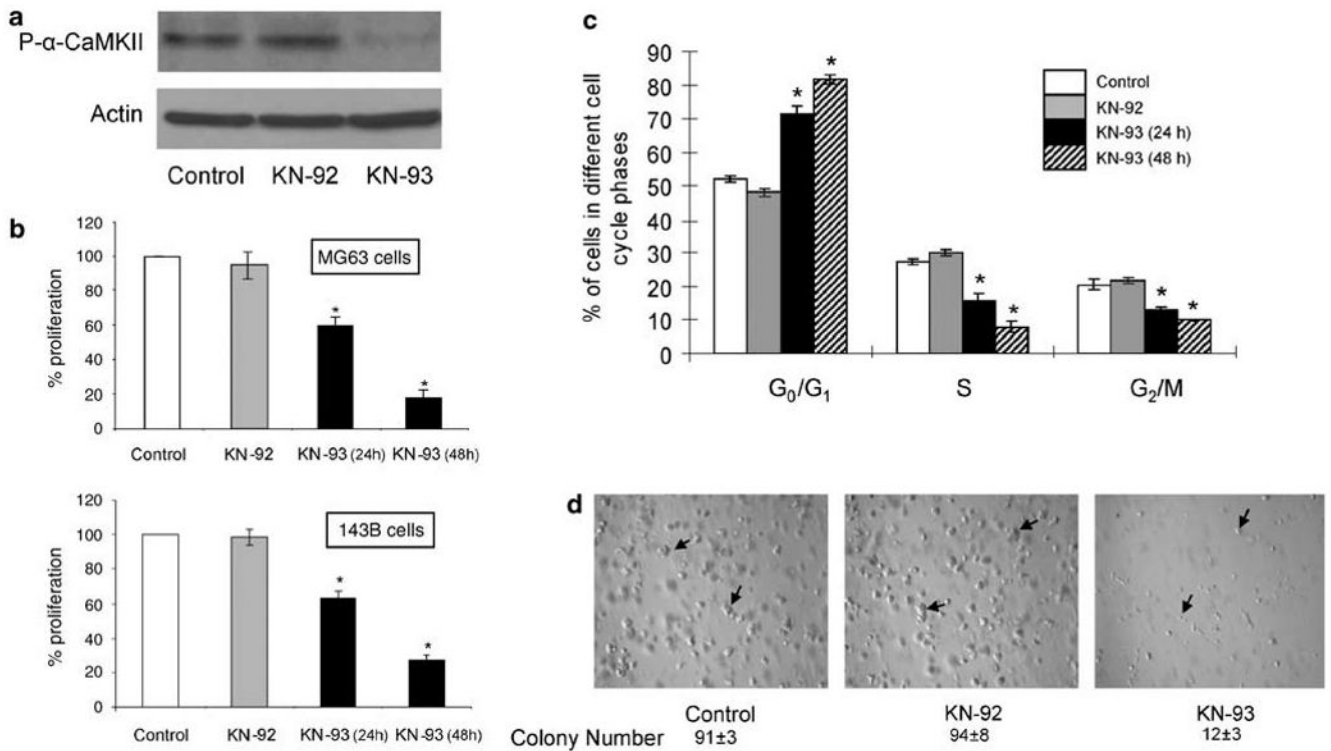 a
P-α-CaMKII
Actin
Control KN-92 KN-93
b
120
100
80
60
40
20
0
% proliferation
MG63 cells
*
*
Control KN-92 KN-93 (24h) KN-93 (48h)
120
100
80
60
40
20
0
% proliferation
143B cells
*
*
Control KN-92 KN-93 (24h) KN-93 (48h)
c
90
80
70
60
50
40
30
20
10
0
% of cells in different cell
cycle phases
* *
* *
* *
Control
KN-92
KN-93 (24 h)
KN-93 (48 h)
G₀/G₁ S G₂/M
d
Control KN-92 KN-93
Colony Number 91±3 94±8 12±3